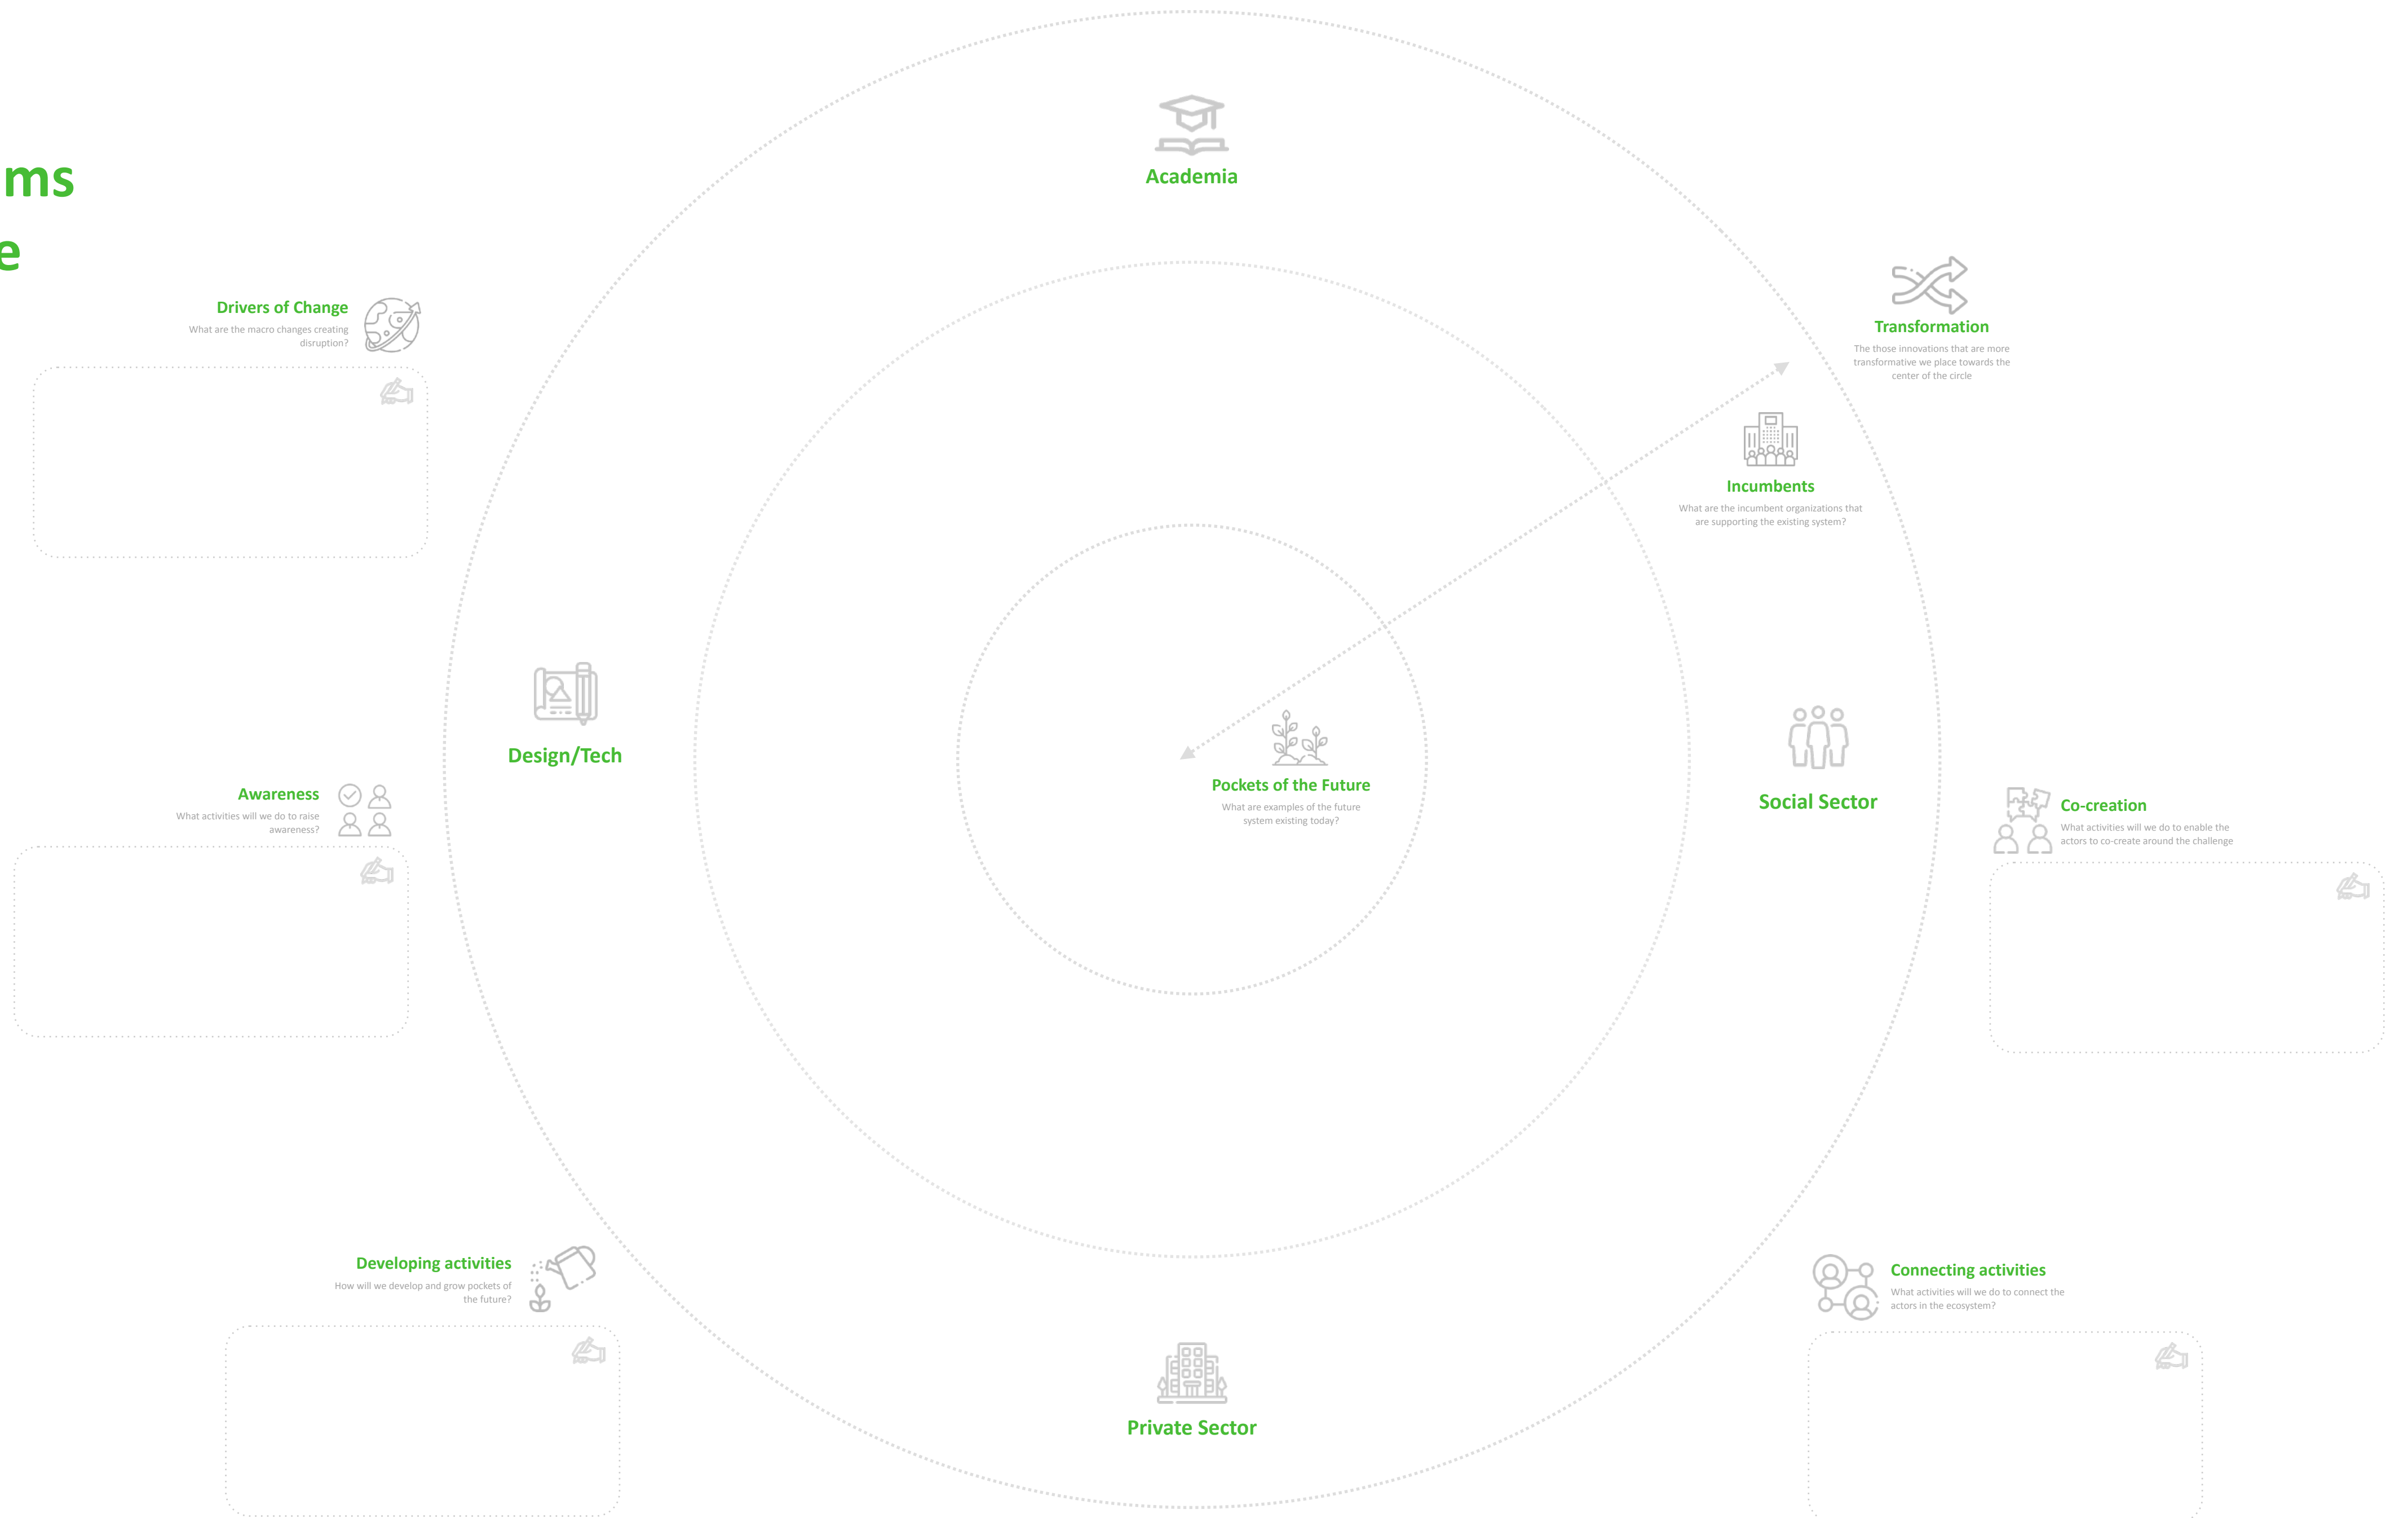 ms
e
Academia
Drivers of Change
What are the macro changes creating
disruption?
Transformation
The those innovations that are more
transformative we place towards the
center of the circle
Incumbents
What are the incumbent organizations that
are supporting the existing system?
Design/Tech
Pockets of the Future
What are examples of the future
system existing today?
Social Sector
Awareness
What activities will we do to raise
awareness?
Co-creation
What activities will we do to enable the
actors to co-create around the challenge
Developing activities
How will we develop and grow pockets of
the future?
Connecting activities
What activities will we do to connect the
actors in the ecosystem?
Private Sector